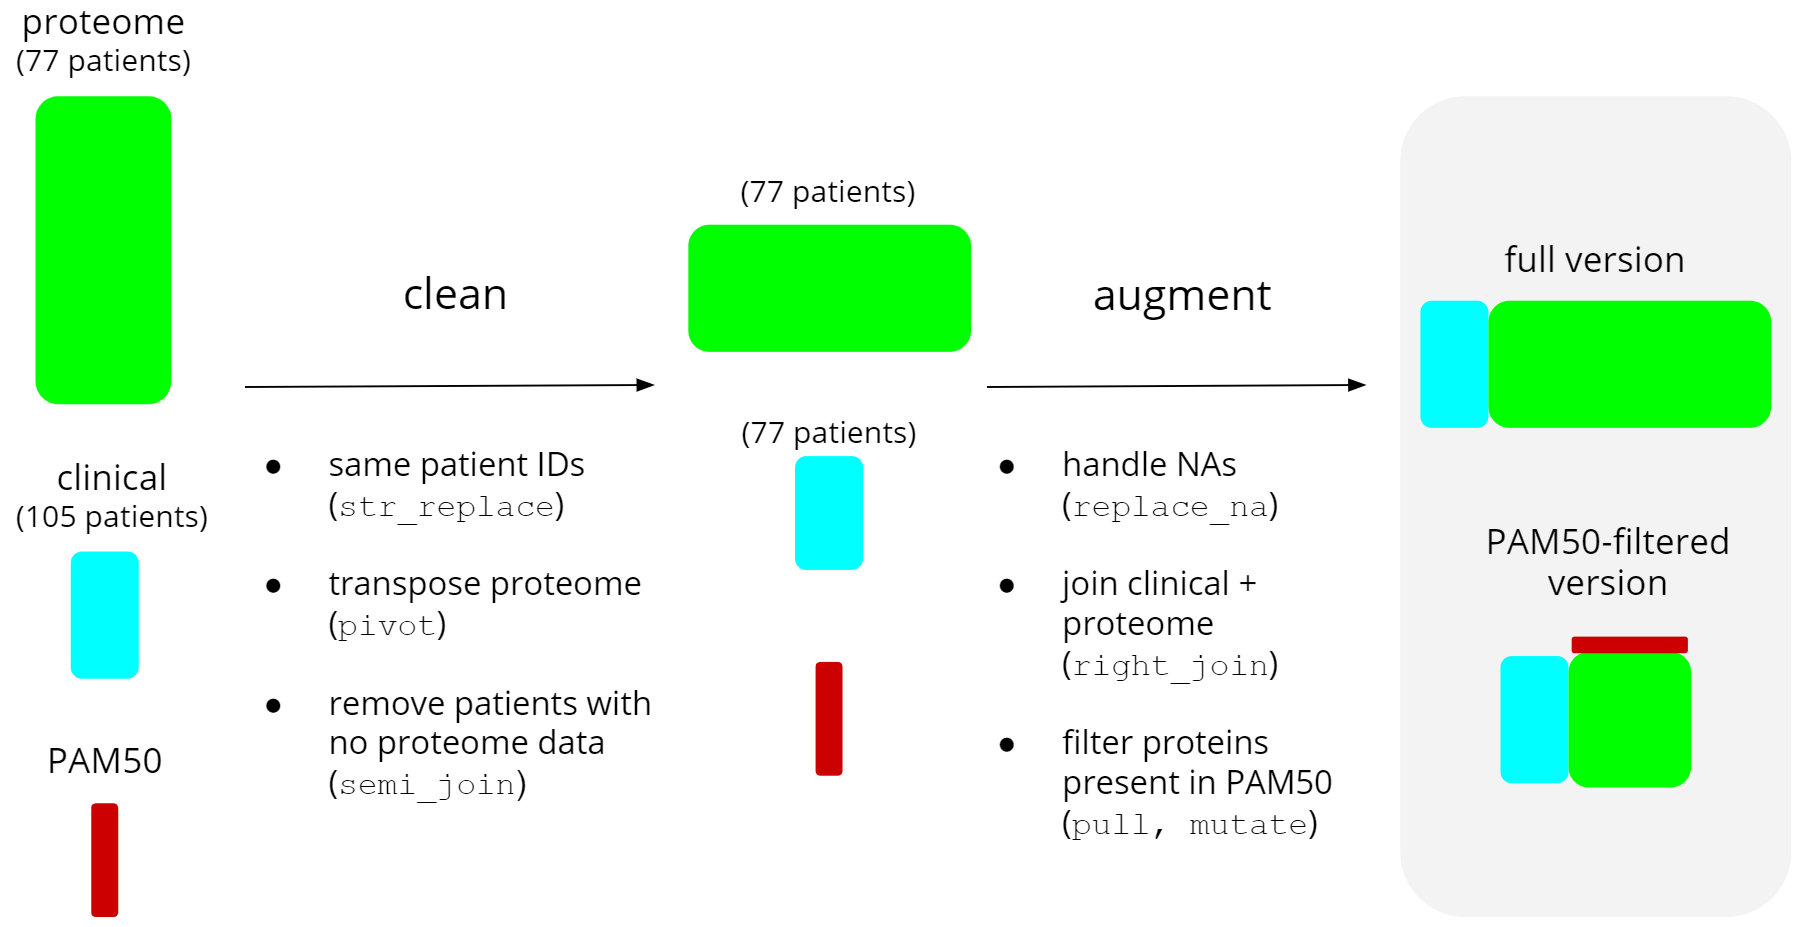 proteome
(77 patients)
clinical
(105 patients)
PAM50
clean
● same patient IDs
(str_replace)
● transpose proteome
(pivot)
● remove patients with
no proteome data
(semi_join)
(77 patients)
(77 patients)
augment
● handle NAs
(replace_na)
● join clinical +
proteome
(right_join)
● filter proteins
present in PAM50
(pull, mutate)
full version
PAM50-filtered
version